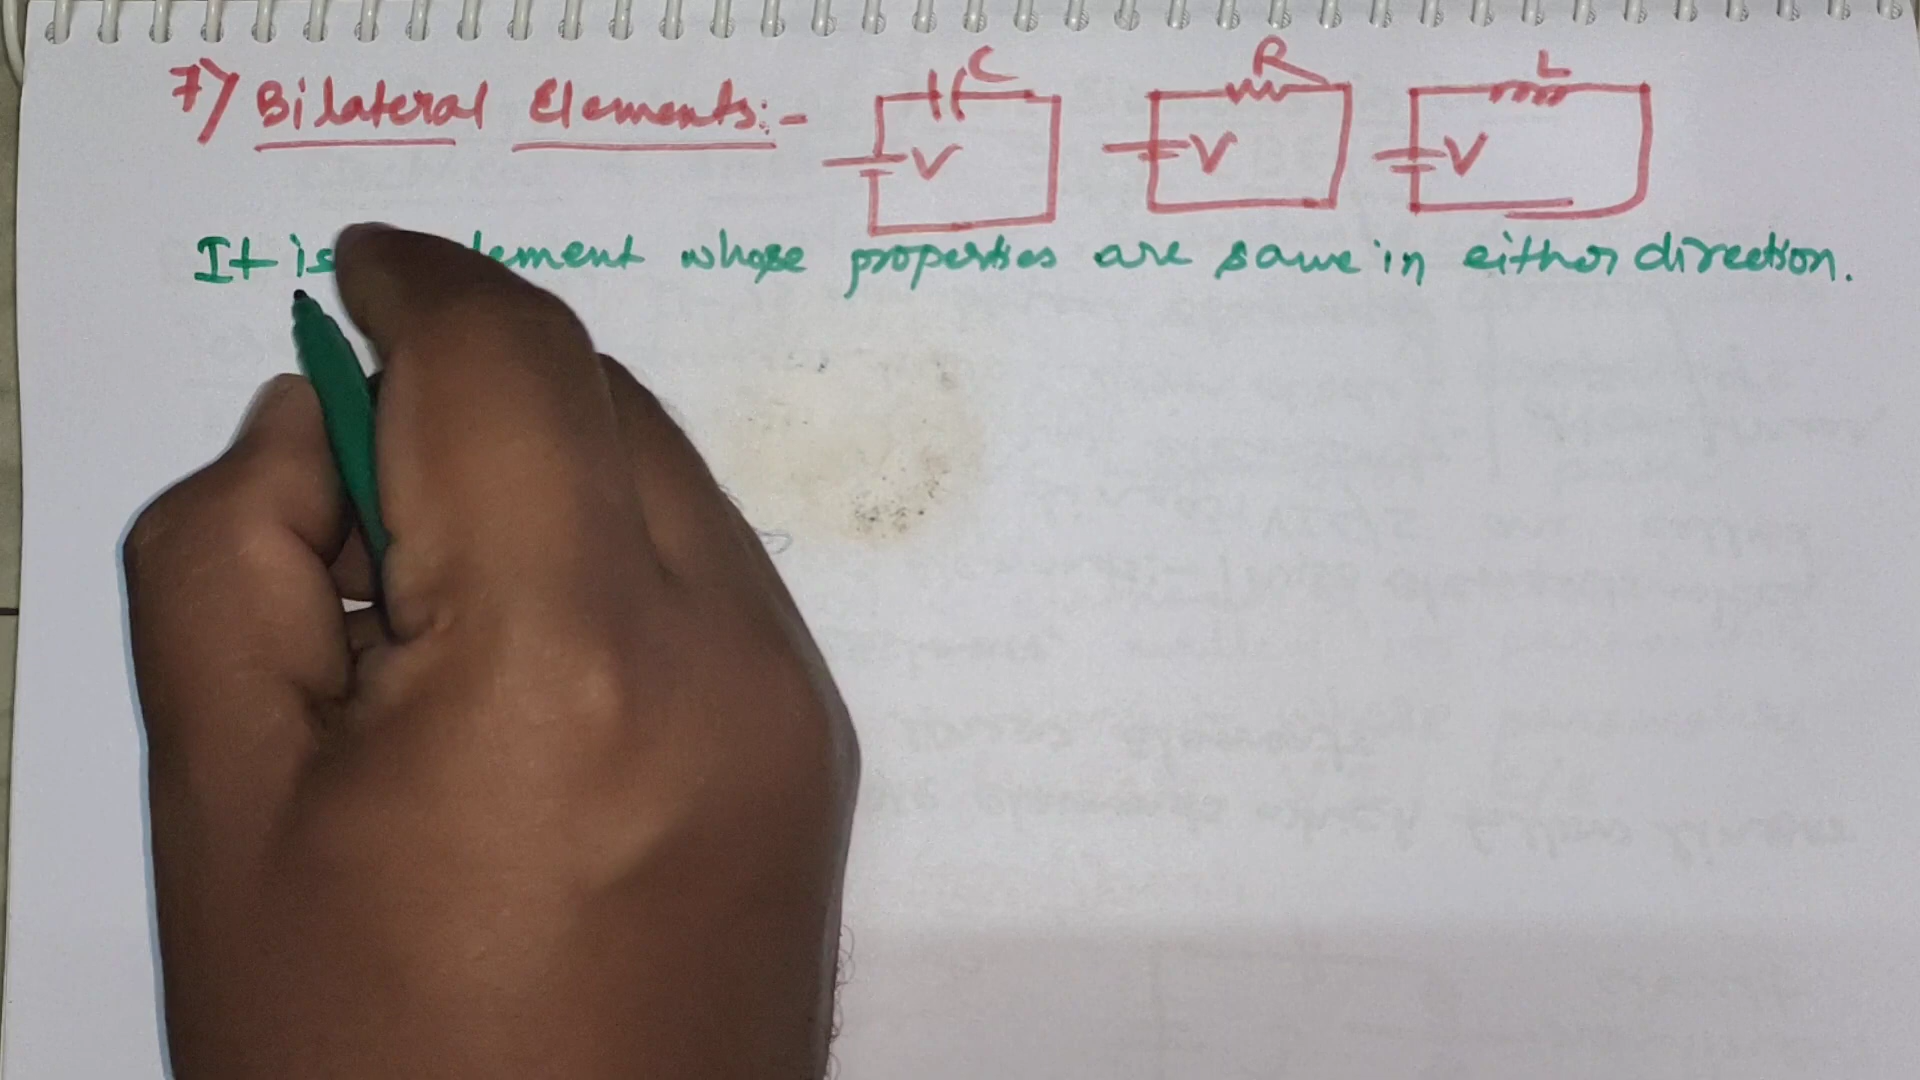 7) Bilateral Elements:-
C R L
V V V
It is element whose properties are same in either direction.